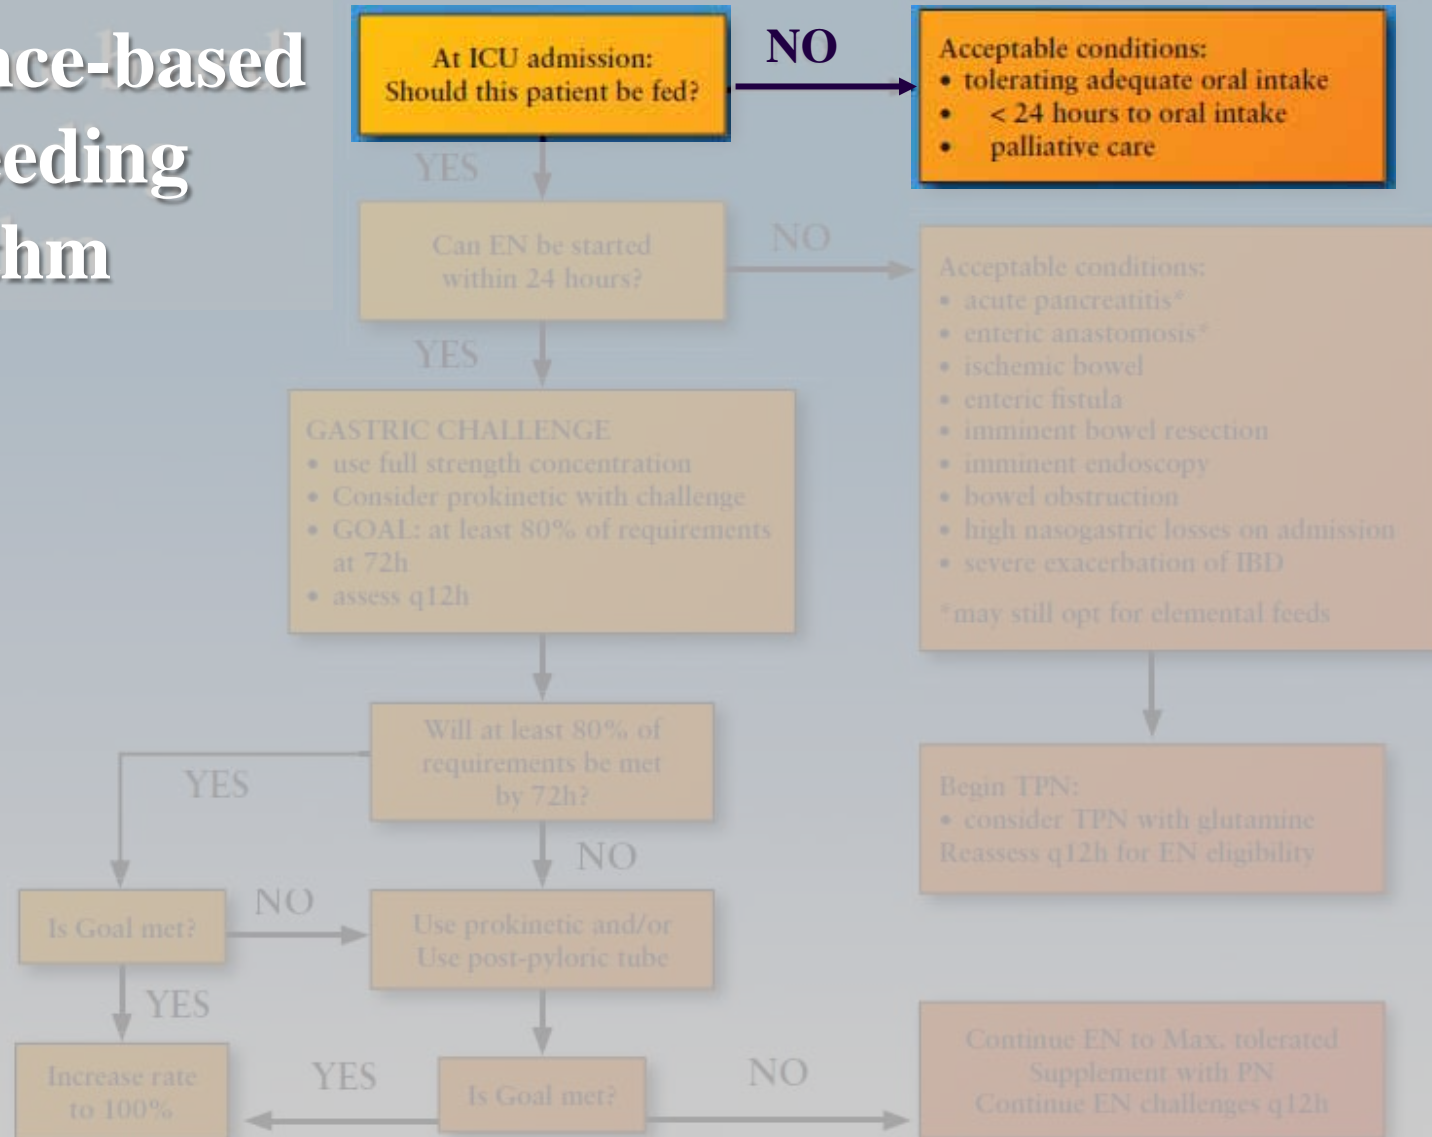 nce-based
eeding
thm
At ICU admission:
Should this patient be fed?
NO
Acceptable conditions:
• tolerating adequate oral intake
• < 24 hours to oral intake
• palliative care
YES
Can EN be started
within 24 hours?
NO
Acceptable conditions:
• acute pancreatitis*
• enteric anastomosis*
• ischemic bowel
• enteric fistula
• imminent bowel resection
• imminent endoscopy
• bowel obstruction
• high nasogastric losses on admission
• severe exacerbation of IBD
*may still opt for elemental feeds
YES
GASTRIC CHALLENGE
• use full strength concentration
• Consider prokinetic with challenge
• GOAL: at least 80% of requirements
at 72h
• assess q12h
Will at least 80% of
requirements be met
by 72h?
YES
NO
Begin TPN:
• consider TPN with glutamine
Reassess q12h for EN eligibility
Is Goal met?
NO
Use prokinetic and/or
Use post-pyloric tube
YES
Increase rate
to 100%
YES
Is Goal met?
NO
Continue EN to Max. tolerated
Supplement with PN
Continue EN challenges q12h